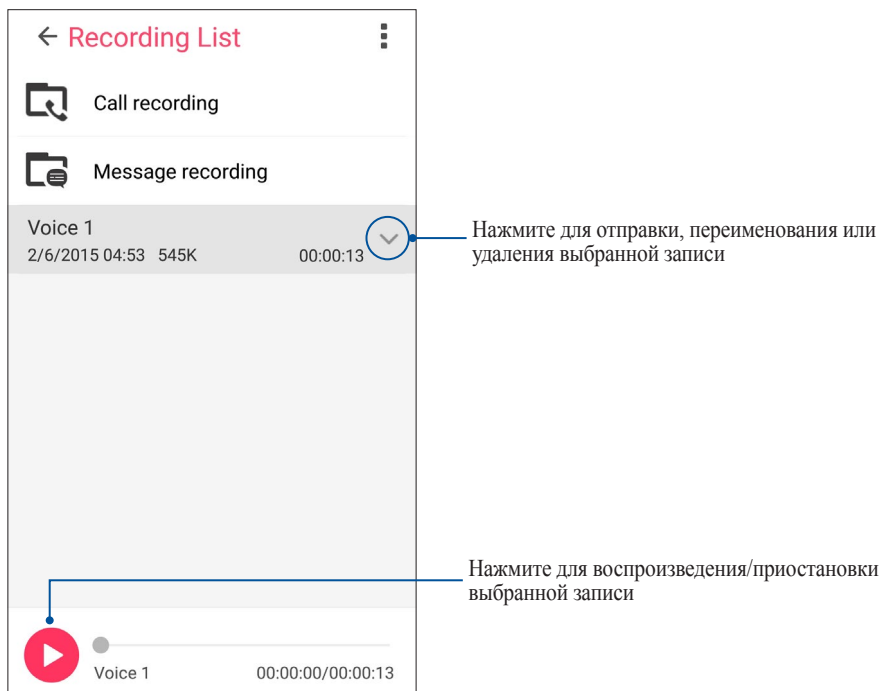 Recording List
Call recording
Message recording
Voice 1
2/6/2015 04:53 545K 00:00:13
Нажмите для отправки, переименования или
удаления выбранной записи
Нажмите для воспроизведения/приостановки
выбранной записи
Voice 1 00:00:00/00:00:13